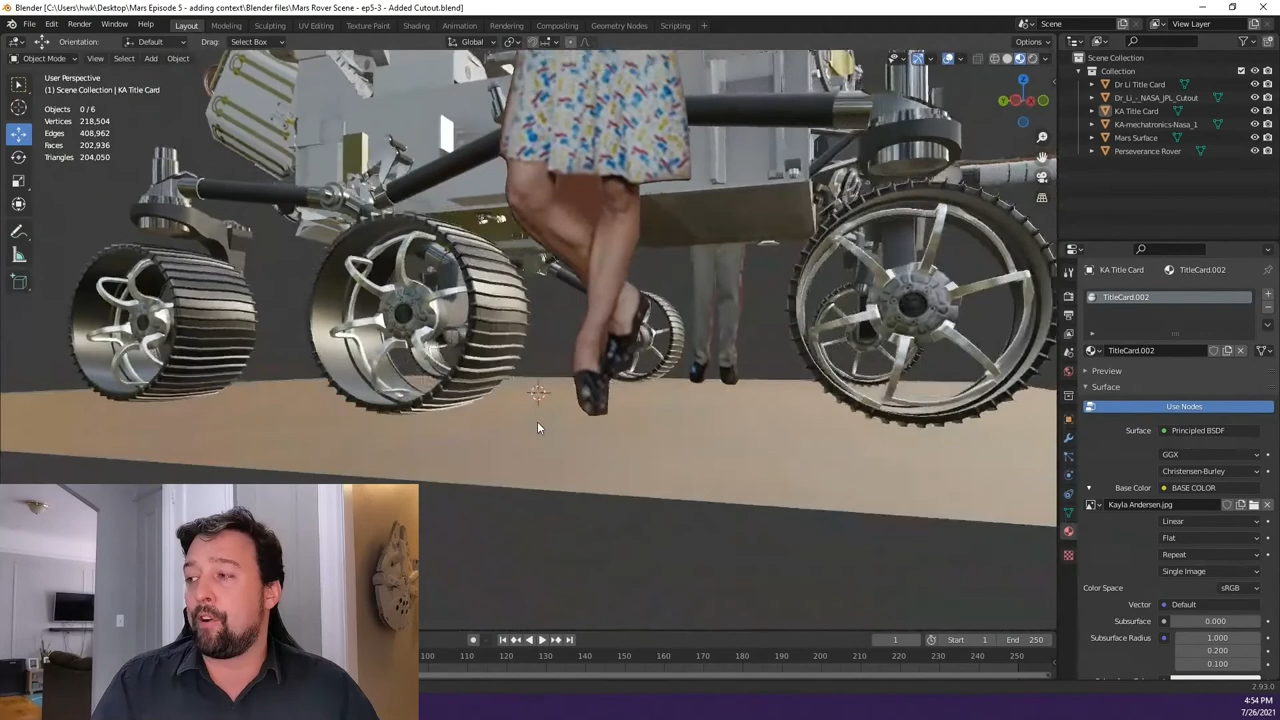 Blender [C:\Users\hwk\Desktop\Mars Episode 5 - adding context\Blender files\Mars Rover Scene - ep5-3 - Added Cutout.blend]
File Edit Render Window Help Layout Modeling Sculpting UV Editing Texture Paint Shading Animation Rendering Compositing Geometry Nodes Scripting + Scene View Layer
Orientation: Default Drag: Select Box Global Options
Object Mode View Select Add Object
User Perspective
(1) Scene Collection | KA Title Card
Objects 0 / 6
Vertices 218,504
Edges 408,962
Faces 202,936
Triangles 204,050
Z
Y
Scene Collection
Collection
Dr Li Title Card
Dr_Li_-_NASA_JPL_Cutout
KA Title Card
KA-mechatronics-Nasa_1
Mars Surface
Perseverance Rover
KA Title Card TitleCard.002
TitleCard.002
TitleCard.002
Preview
Surface
Use Nodes
Surface Principled BSDF
GGX
Christensen-Burley
Base Color BASE COLOR
Kayla Andersen.jpg
Linear
Flat
Repeat
Single Image
Color Space sRGB
Vector Default
Subsurface 0.000
Subsurface Radius 1.000
0.200
0.100
1 Start 1 End 250
100 110 120 130 140 150 160 170 180 190 200 210 220 230 240 250
2.93.0
4:54 PM
7/26/2021